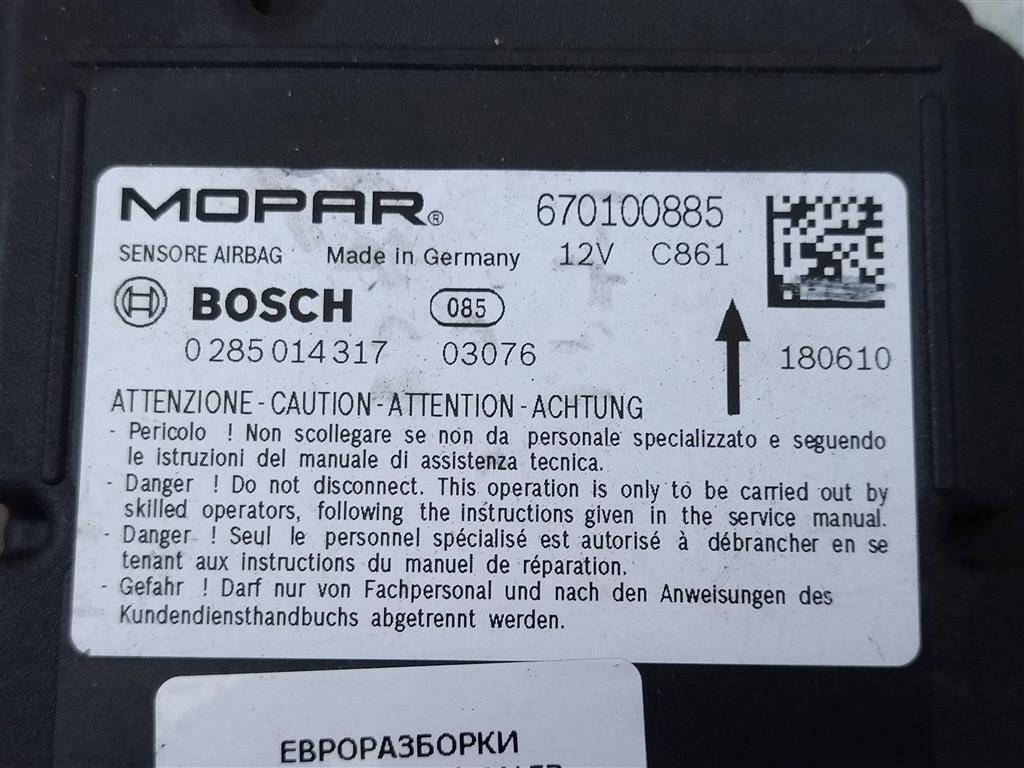 MOPAR® 670100885
SENSORE AIRBAG Made in Germany 12V C861
BOSCH 085
0 285 014 317 03076 180610
ATTENZIONE - CAUTION - ATTENTION - ACHTUNG
- Pericolo ! Non scollegare se non da personale specializzato e seguendo
le istruzioni del manuale di assistenza tecnica.
- Danger ! Do not disconnect. This operation is only to be carried out by
skilled operators, following the instructions given in the service manual.
- Danger ! Seul le personnel spécialisé est autorisé à débrancher en se
tenant aux instructions du manuel de réparation.
- Gefahr ! Darf nur von Fachpersonal und nach den Anweisungen des
Kundendiensthandbuchs abgetrennt werden.
ЕВРОРАЗБОРКИ